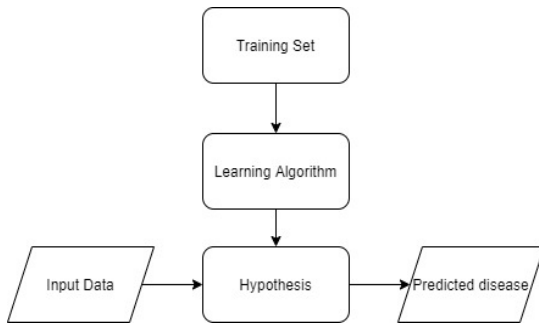 Training Set
Learning Algorithm
Input Data
Hypothesis
Predicted disease